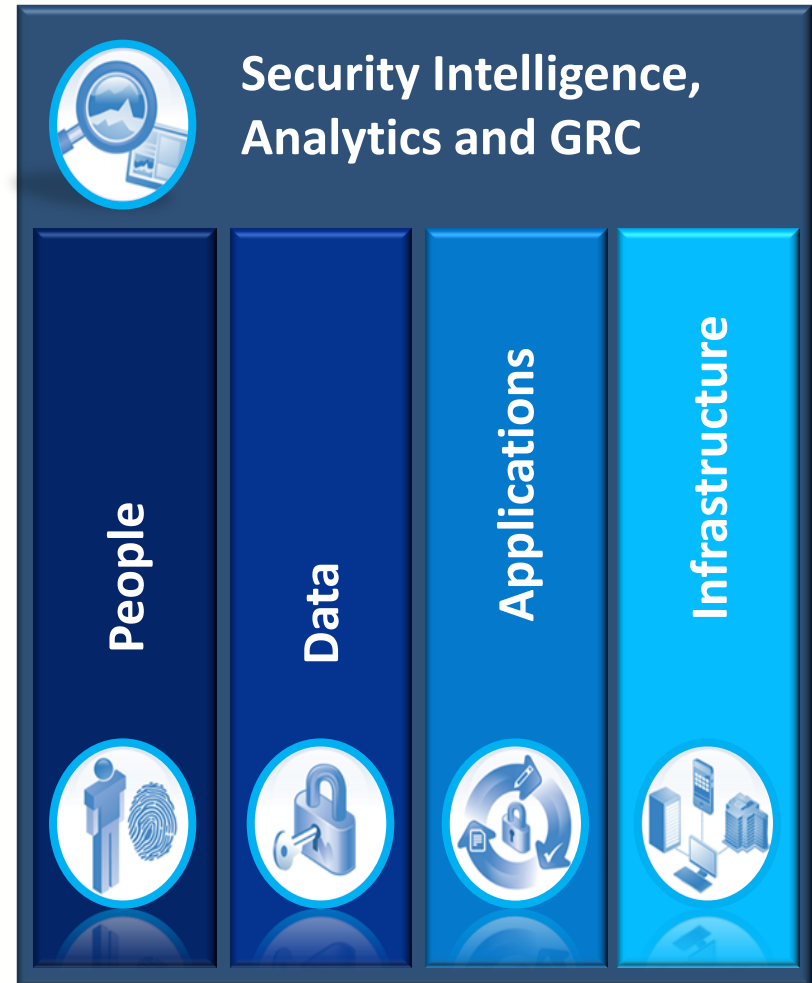 Security Intelligence,
Analytics and GRC
People
Data
Applications
Infrastructure